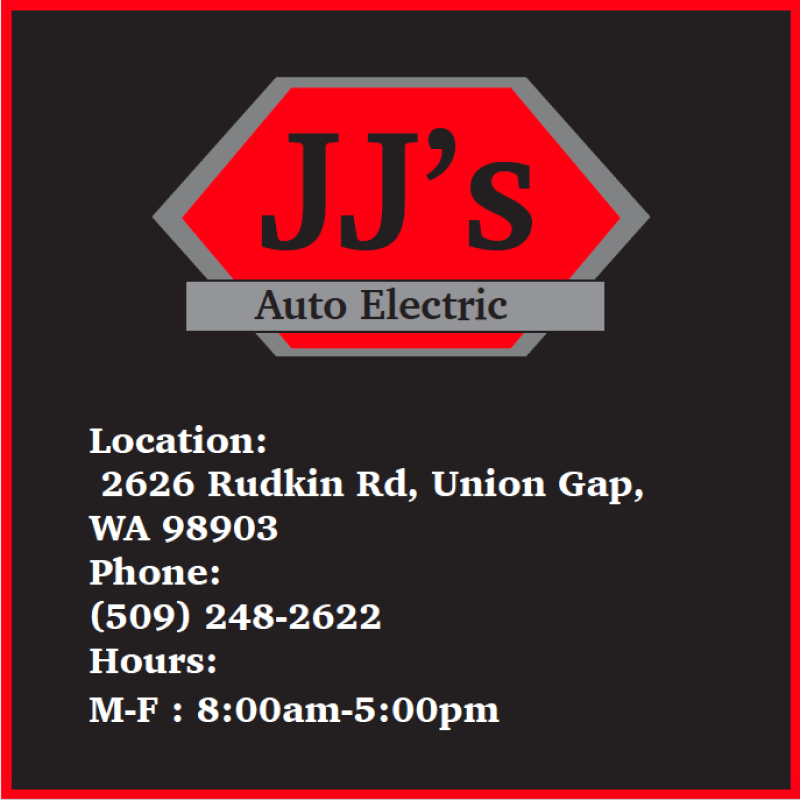 JJ’s
Auto Electric
Location:
2626 Rudkin Rd, Union Gap,
WA 98903
Phone:
(509) 248-2622
Hours:
M-F : 8:00am-5:00pm